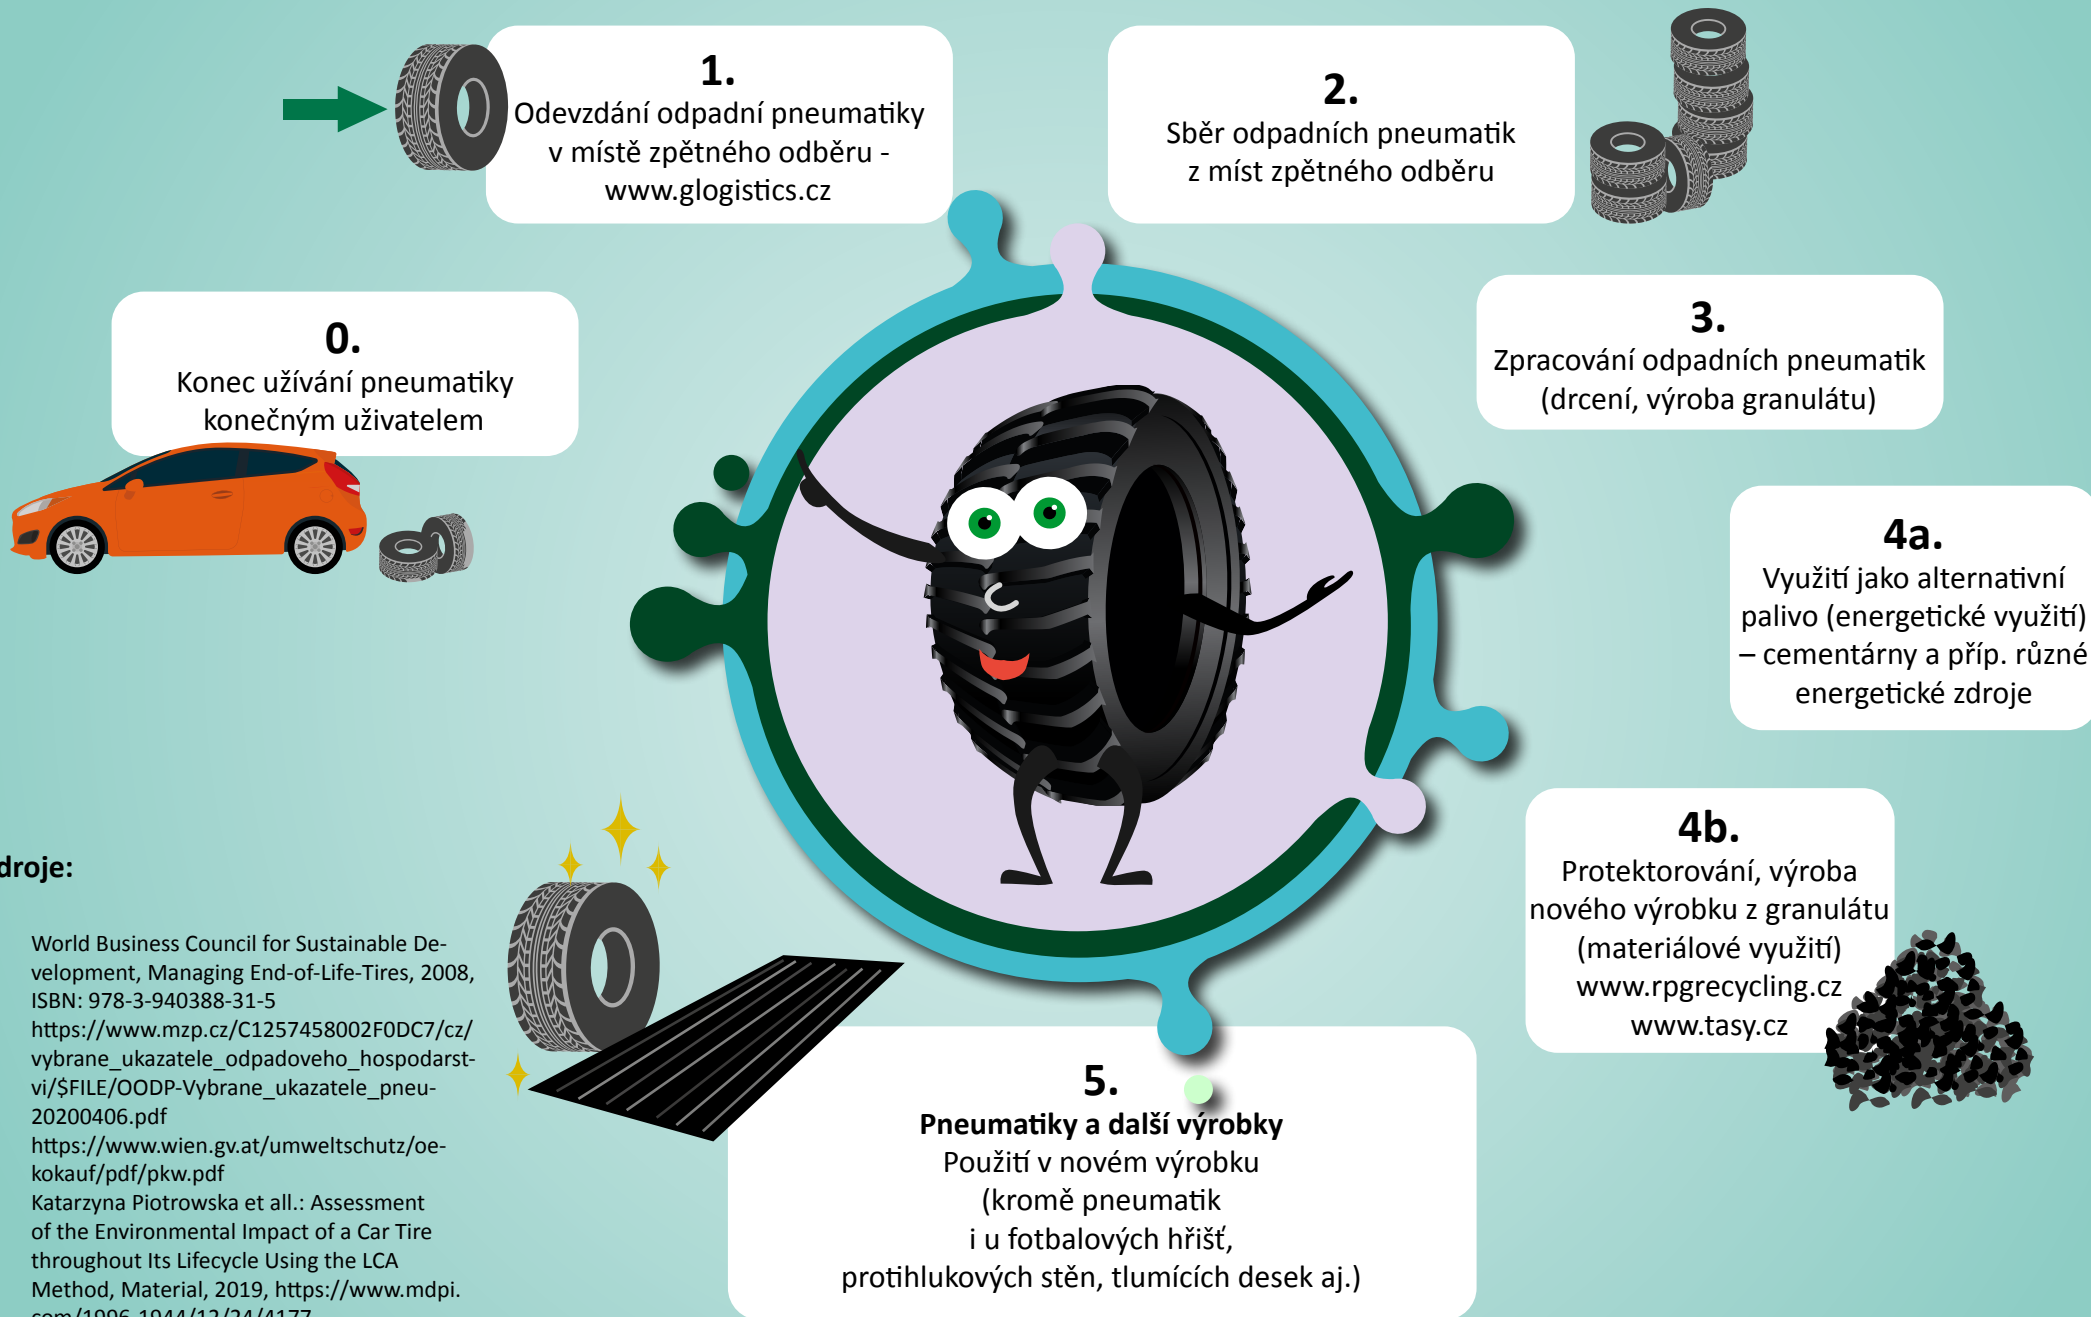 1.
Odevzdání odpadní pneumatiky
v místě zpětného odběru -
www.glogistics.cz
2.
Sběr odpadních pneumatik
z míst zpětného odběru
0.
Konec užívání pneumatiky
konečným uživatelem
3.
Zpracování odpadních pneumatik
(drcení, výroba granulátu)
4a.
Využití jako alternativní
palivo (energetické využití)
– cementárny a příp. různé
energetické zdroje
4b.
Protektorování, výroba
nového výrobku z granulátu
(materiálové využití)
www.rpgrecycling.cz
www.tasy.cz
5.
Pneumatiky a další výrobky
Použití v novém výrobku
(kromě pneumatik
i u fotbalových hřišť,
protihlukových stěn, tlumících desek aj.)
droje:
World Business Council for Sustainable De-
velopment, Managing End-of-Life-Tires, 2008,
ISBN: 978-3-940388-31-5
https://www.mzp.cz/C1257458002F0DC7/cz/
vybrane_ukazatele_odpadoveho_hospodarst-
vi/$FILE/OODP-Vybrane_ukazatele_pneu-
20200406.pdf
https://www.wien.gv.at/umweltschutz/oe-
kokauf/pdf/pkw.pdf
Katarzyna Piotrowska et all.: Assessment
of the Environmental Impact of a Car Tire
throughout Its Lifecycle Using the LCA
Method, Material, 2019, https://www.mdpi.
com/1996-1944/12/24/4177